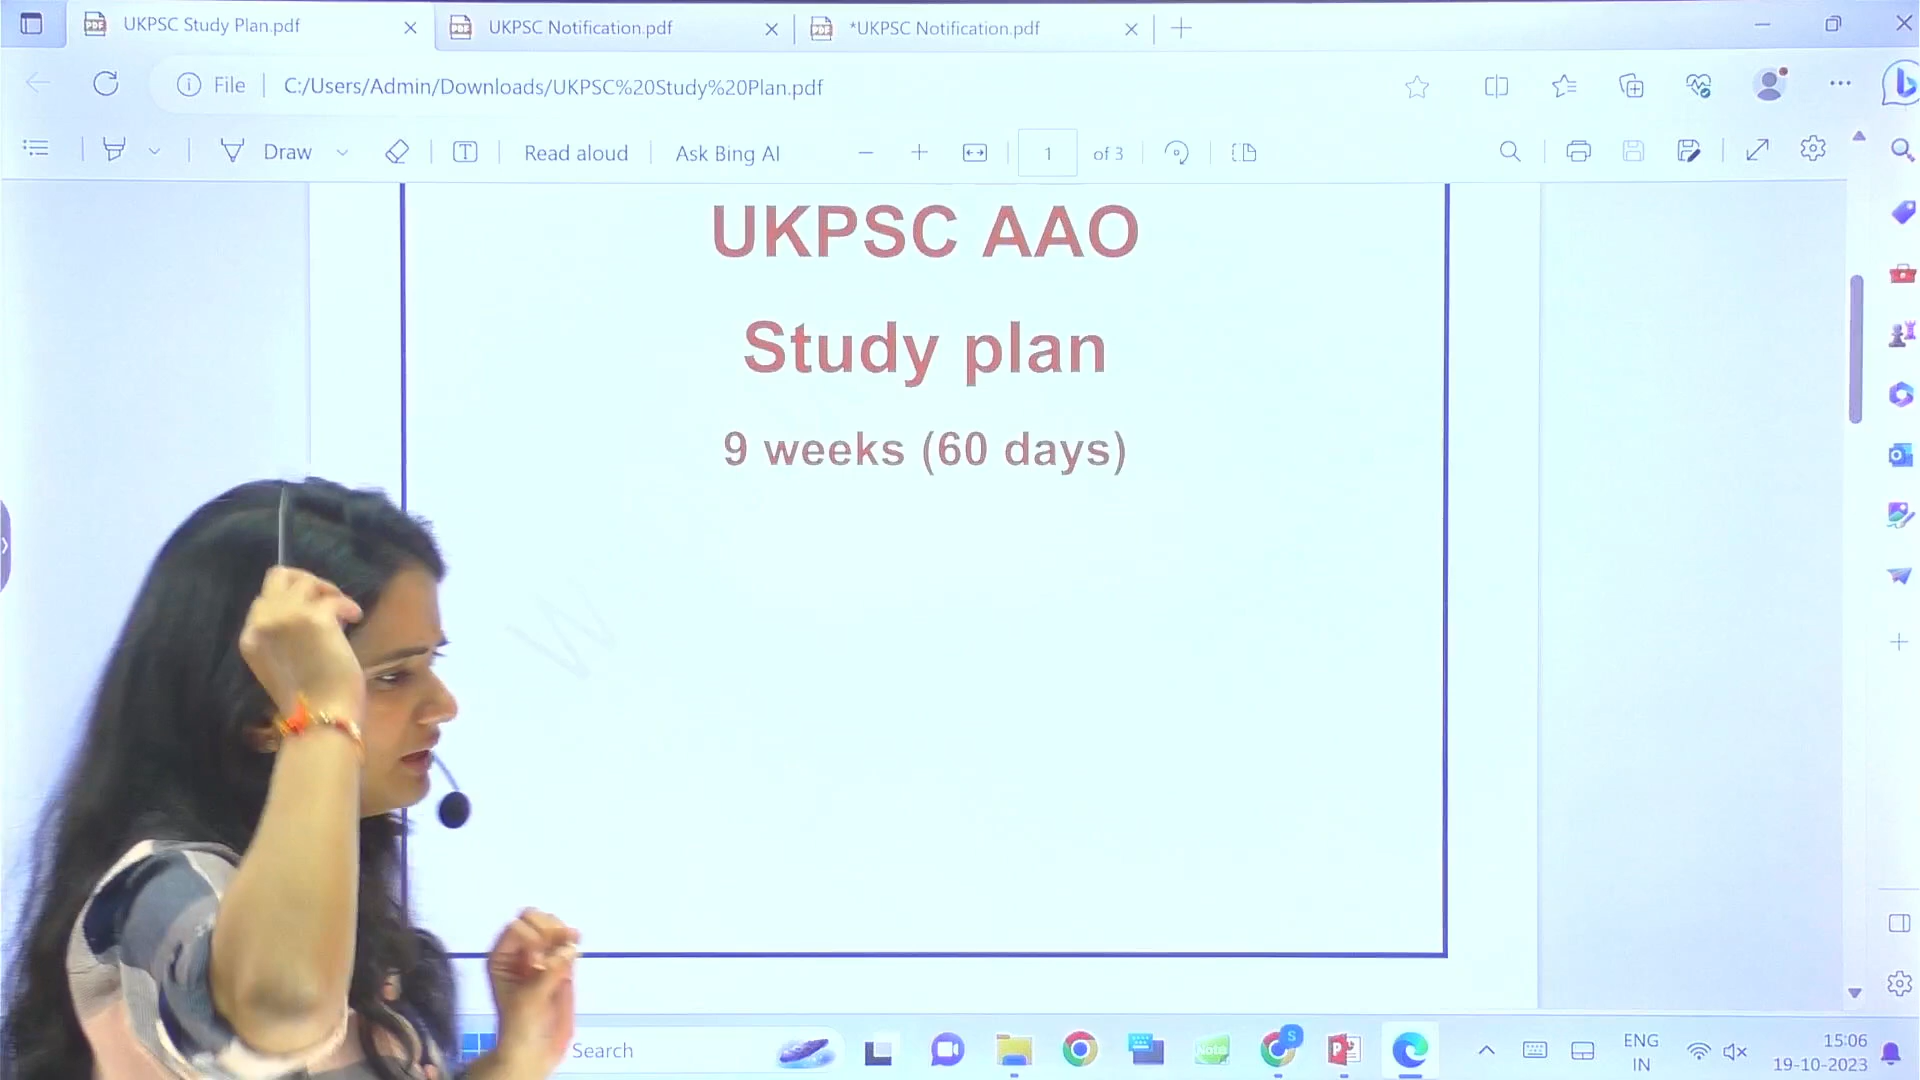 UKPSC Study Plan.pdf
UKPSC Notification.pdf
*UKPSC Notification.pdf
File
C:/Users/Admin/Downloads/UKPSC%20Study%20Plan.pdf
Draw
T
Read aloud
Ask Bing AI
1
of 3
UKPSC AAO
Study plan
9 weeks (60 days)
W
Search
S
ENG
IN
15:06
19-10-2023